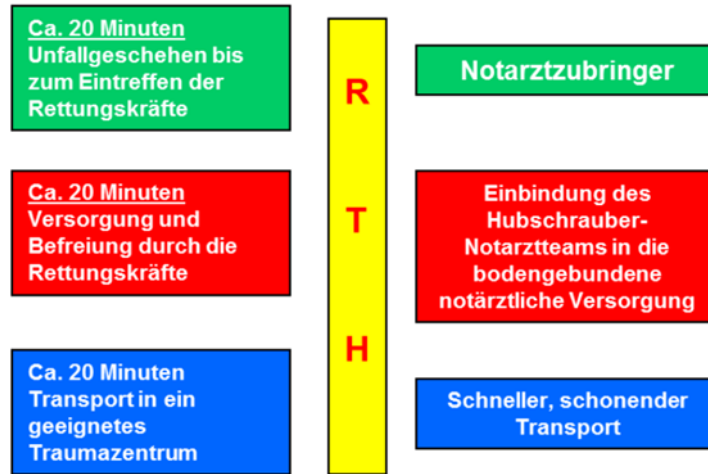 Ca. 20 Minuten
Unfallgeschehen bis
zum Eintreffen der
Rettungskräfte
Ca. 20 Minuten
Versorgung und
Befreiung durch die
Rettungskräfte
Ca. 20 Minuten
Transport in ein
geeignetes
Traumazentrum
R
T
H
Notarztzubringer
Einbindung des
Hubschrauber-
Notarztteams in die
bodengebundene
notärztliche Versorgung
Schneller, schonender
Transport